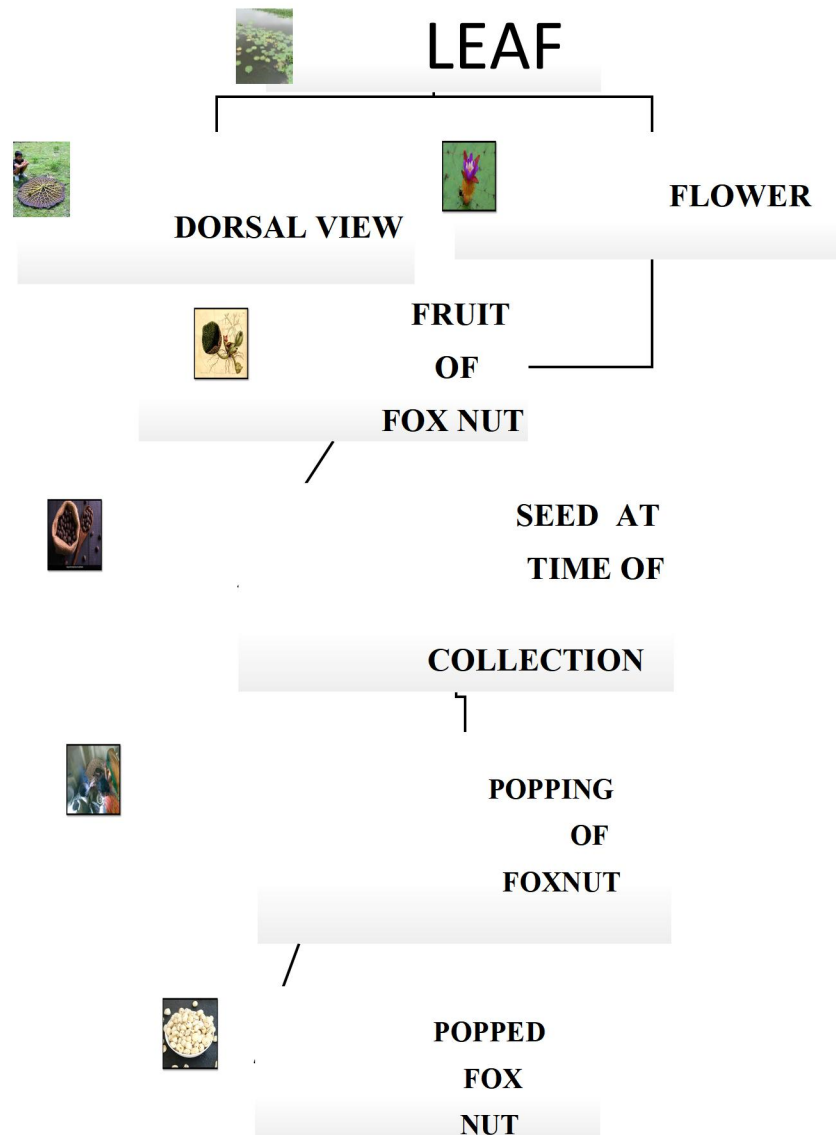 LEAF
DORSAL VIEW
FLOWER
FRUIT
OF
FOX NUT
SEED AT
TIME OF
COLLECTION
POPPING
OF
FOXNUT
POPPED
FOX
NUT